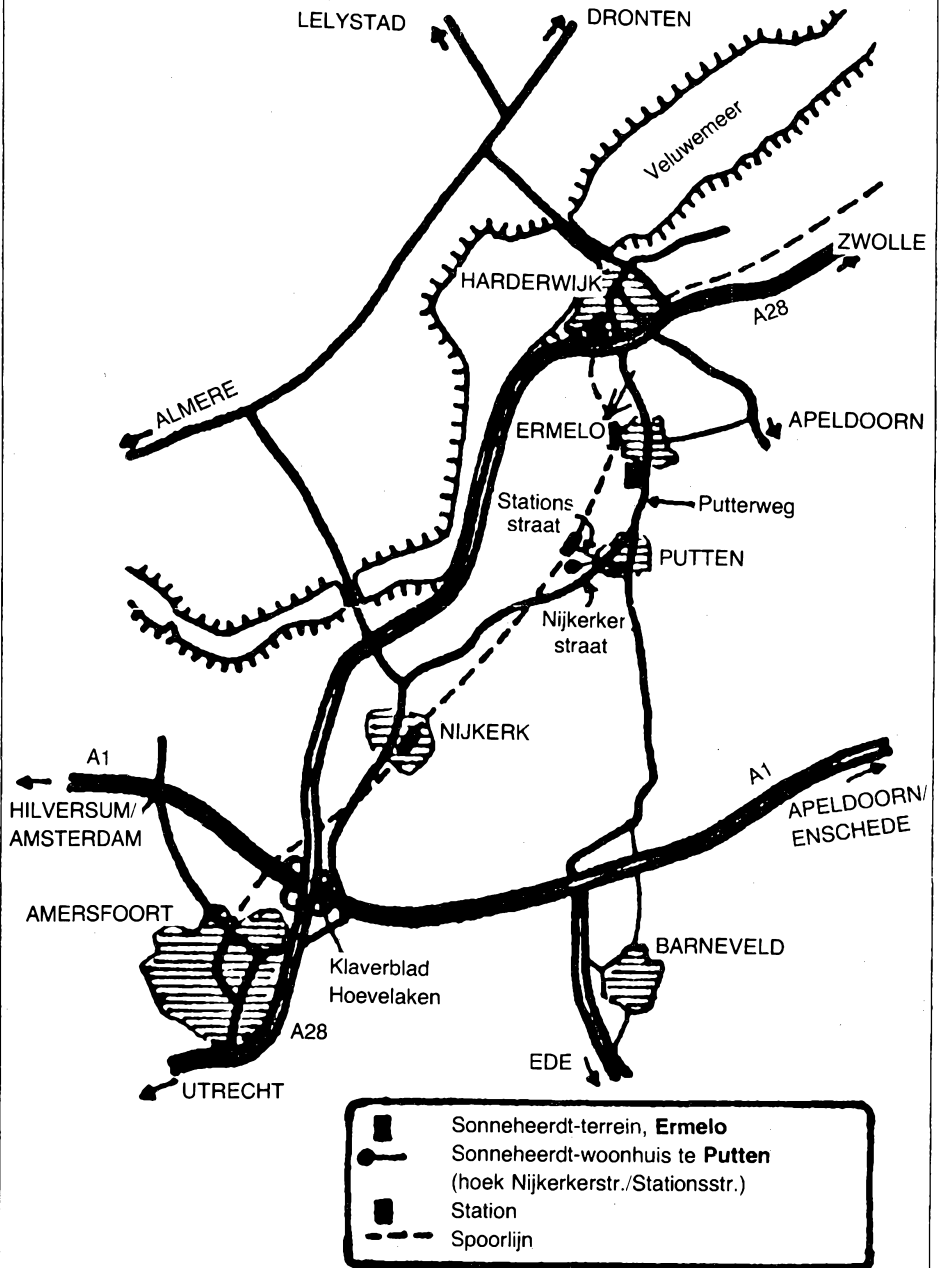 LELYSTAD
DRONTEN
Veluwemeer
ZWOLLE
HARDERWIJK
A28
ALMERE
ERMELO
APELDOORN
Stations
straat
Putterweg
PUTTEN
Nijkerker
straat
NIJKERK
A1
HILVERSUM/
AMSTERDAM
A1
APELDOORN/
ENSCHEDE
AMERSFOORT
Klaverblad
Hoevelaken
BARNEVELD
A28
EDE
UTRECHT
Sonneheerdt-terrein, Ermelo
Sonneheerdt-woonhuis te Putten
(hoek Nijkerkerstr./Stationsstr.)
Station
Spoorlijn